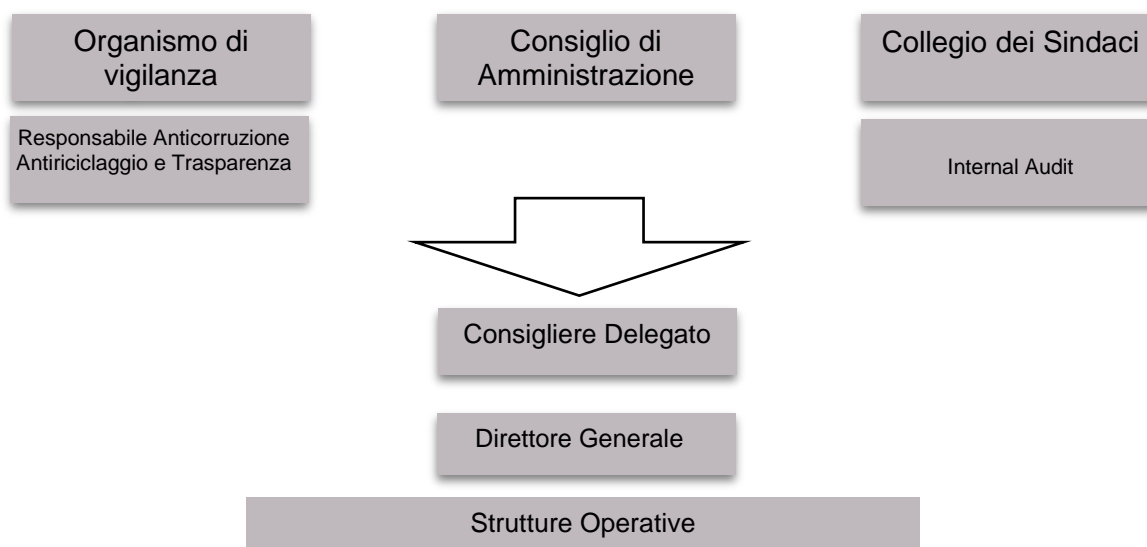 Organismo di
vigilanza
Consiglio di
Amministrazione
Collegio dei Sindaci
Responsabile Anticorruzione
Antiriciclaggio e Trasparenza
Internal Audit
Consigliere Delegato
Direttore Generale
Strutture Operative